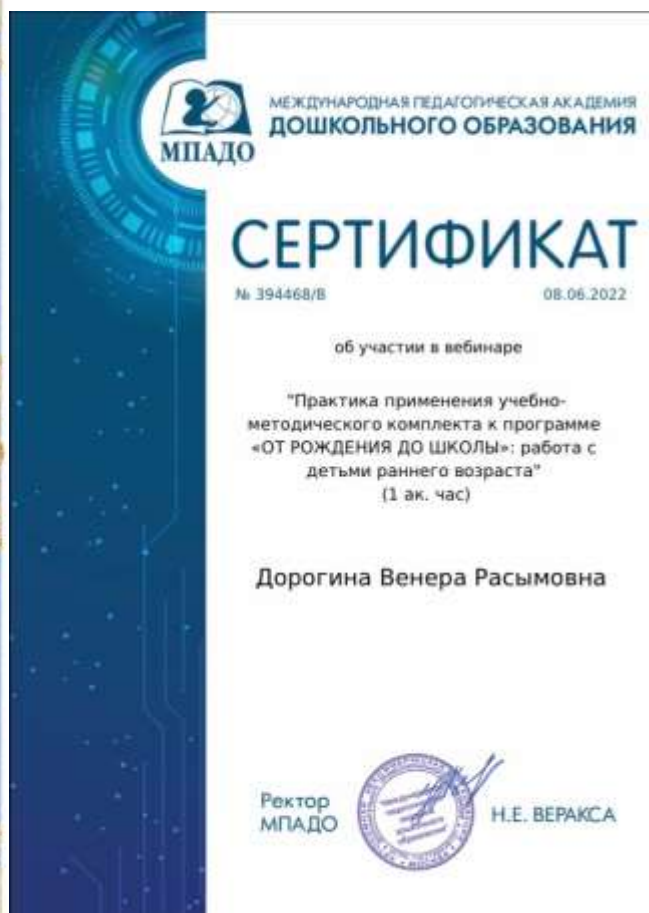 МПАДО
МЕЖДУНАРОДНАЯ ПЕДАГОГИЧЕСКАЯ АКАДЕМИЯ
ДОШКОЛЬНОГО ОБРАЗОВАНИЯ
СЕРТИФИКАТ
№ 394468/В 08.06.2022
об участии в вебинаре
"Практика применения учебно-
методического комплекта к программе
«ОТ РОЖДЕНИЯ ДО ШКОЛЫ»: работа с
детьми раннего возраста"
(1 ак. час)
Дорогина Венера Расымовна
Ректор
МПАДО
Н.Е. ВЕРАКСА